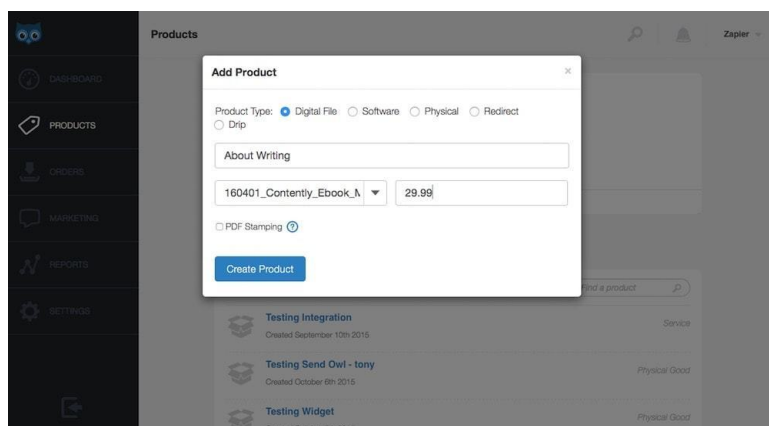 Products
Zapier
DASHBOARD
PRODUCTS
ORDERS
MARKETING
REPORTS
SETTINGS
Add Product
×
Product Type: Digital File Software Physical Redirect
Drip
About Writing
160401_Contently_Ebook_M
29.99
PDF Stamping ?
Create Product
Find a product
Testing Integration
Service
Created September 10th 2015
Testing Send Owl - tony
Physical Good
Created October 6th 2015
Testing Widget
Physical Good